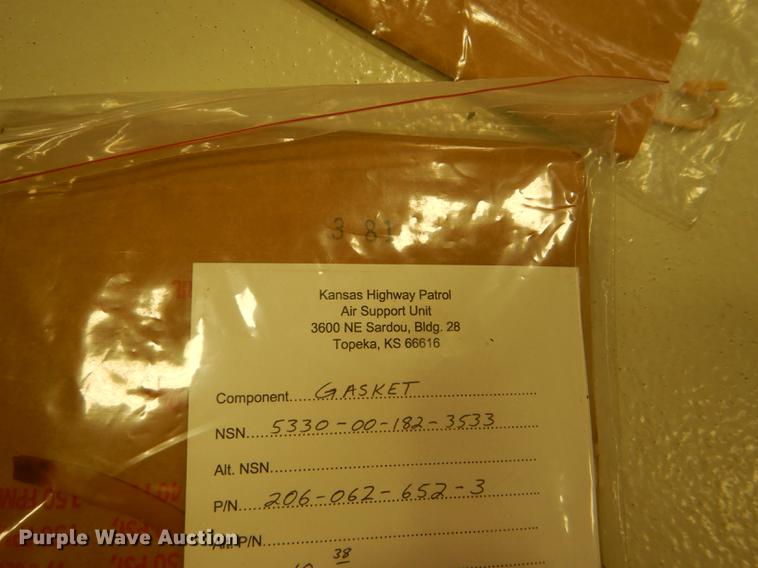 3 81
Kansas Highway Patrol
Air Support Unit
3600 NE Sardou, Bldg. 28
Topeka, KS 66616
Component....GASKET
NSN....5330-00-182-3533
Alt. NSN....
P/N....206-062-652-3
Alt. P/N....
38
Purple Wave Auction